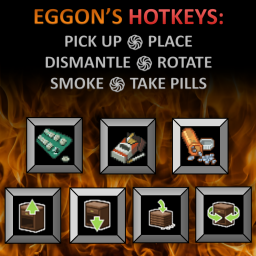 EGGON'S HOTKEYS:
PICK UP ֍ PLACE
DISMANTLE ֍ ROTATE
SMOKE ֍ TAKE PILLS